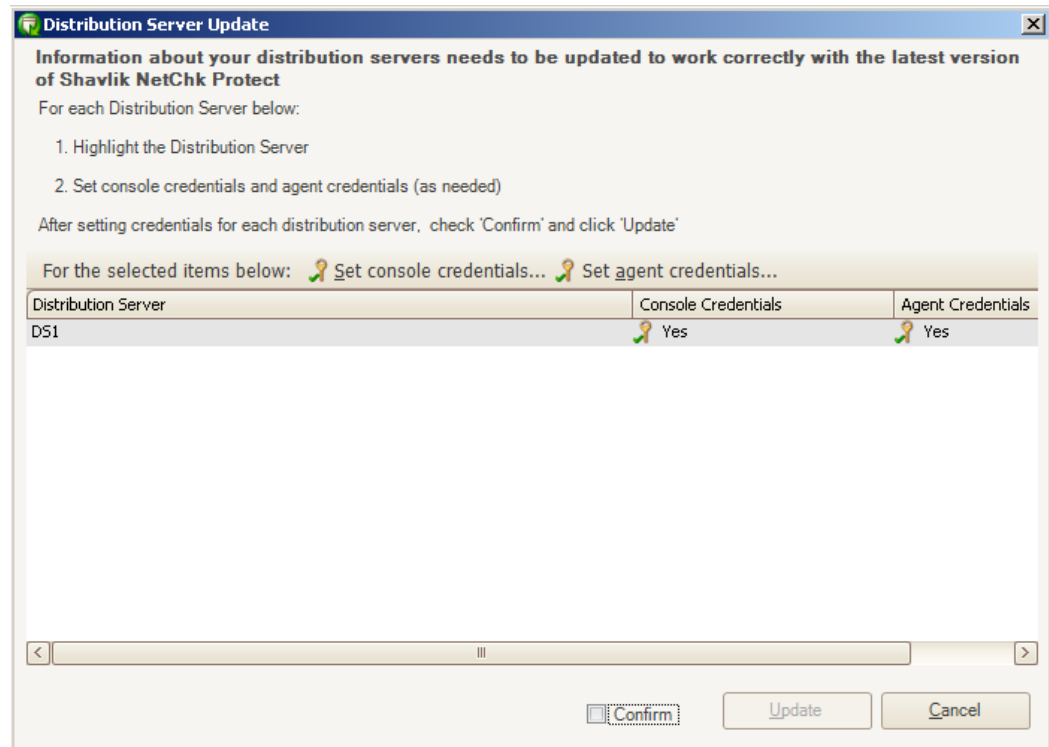 Distribution Server Update
Information about your distribution servers needs to be updated to work correctly with the latest version
of Shavlik NetChk Protect
For each Distribution Server below:
1. Highlight the Distribution Server
2. Set console credentials and agent credentials (as needed)
After setting credentials for each distribution server, check 'Confirm' and click 'Update'
For the selected items below: Set console credentials... Set agent credentials...
Distribution Server Console Credentials Agent Credentials
DS1 Yes Yes
Confirm Update Cancel